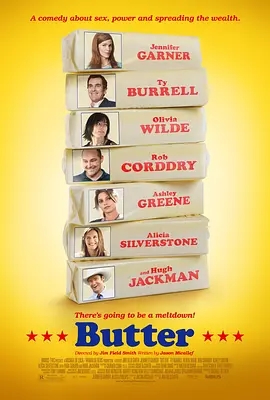 A comedy about sex, power and spreading the wealth.
Jennifer
GARNER
Ty
BURRELL
Olivia
WILDE
Rob
CORDDRY
Ashley
GREENE
Alicia
SILVERSTONE
and Hugh
JACKMAN
There's going to be a meltdown!
Butter
Directed by Jim Field Smith Written by Jason Micallef